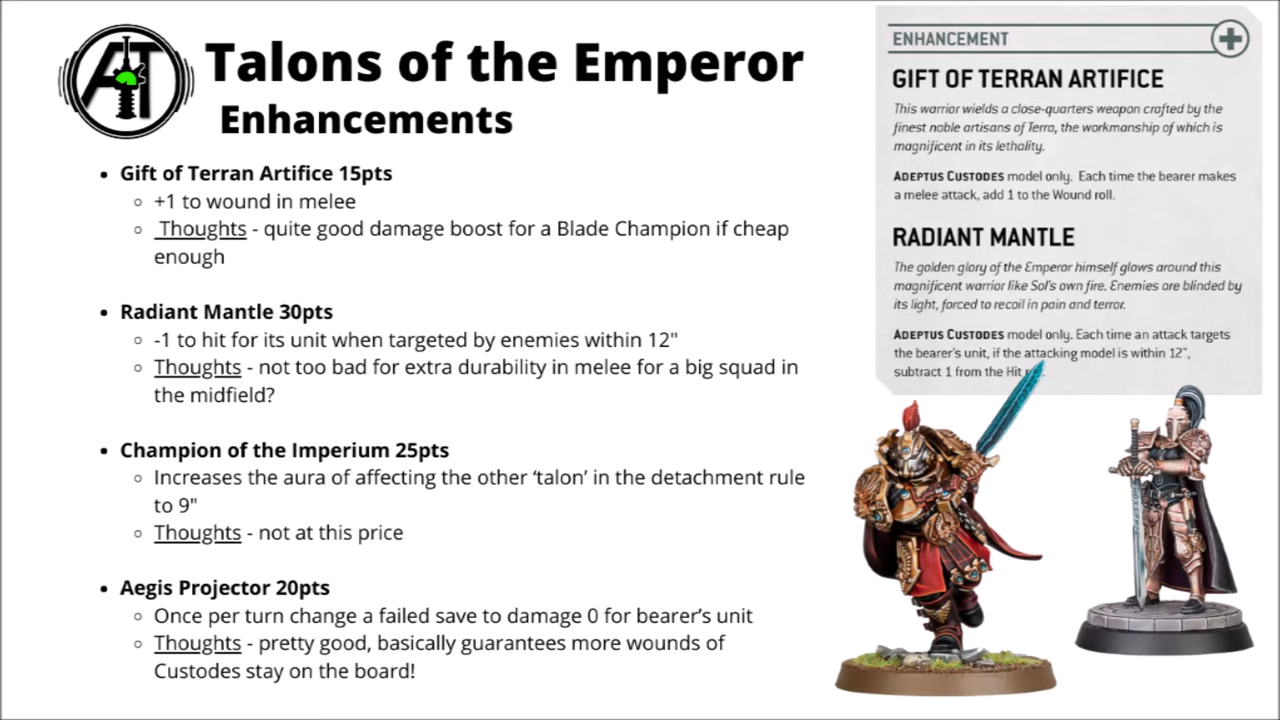 AT
Talons of the Emperor
Enhancements
• Gift of Terran Artifice 15pts
◦ +1 to wound in melee
◦ Thoughts - quite good damage boost for a Blade Champion if cheap
enough
• Radiant Mantle 30pts
◦ -1 to hit for its unit when targeted by enemies within 12"
◦ Thoughts - not too bad for extra durability in melee for a big squad in
the midfield?
• Champion of the Imperium 25pts
◦ Increases the aura of affecting the other ‘talon’ in the detachment rule
to 9"
◦ Thoughts - not at this price
• Aegis Projector 20pts
◦ Once per turn change a failed save to damage 0 for bearer’s unit
◦ Thoughts - pretty good, basically guarantees more wounds of
Custodes stay on the board!
ENHANCEMENT
GIFT OF TERRAN ARTIFICE
This warrior wields a close-quarters weapon crafted by the
finest noble artisans of Terra, the workmanship of which is
magnificent in its lethality.
ADEPTUS CUSTODES model only. Each time the bearer makes
a melee attack, add 1 to the Wound roll.
RADIANT MANTLE
The golden glory of the Emperor himself glows around this
magnificent warrior like Sol's own fire. Enemies are blinded by
its light, forced to recoil in pain and terror.
ADEPTUS CUSTODES model only. Each time an attack targets
the bearer's unit, if the attacking model is within 12",
subtract 1 from the Hit